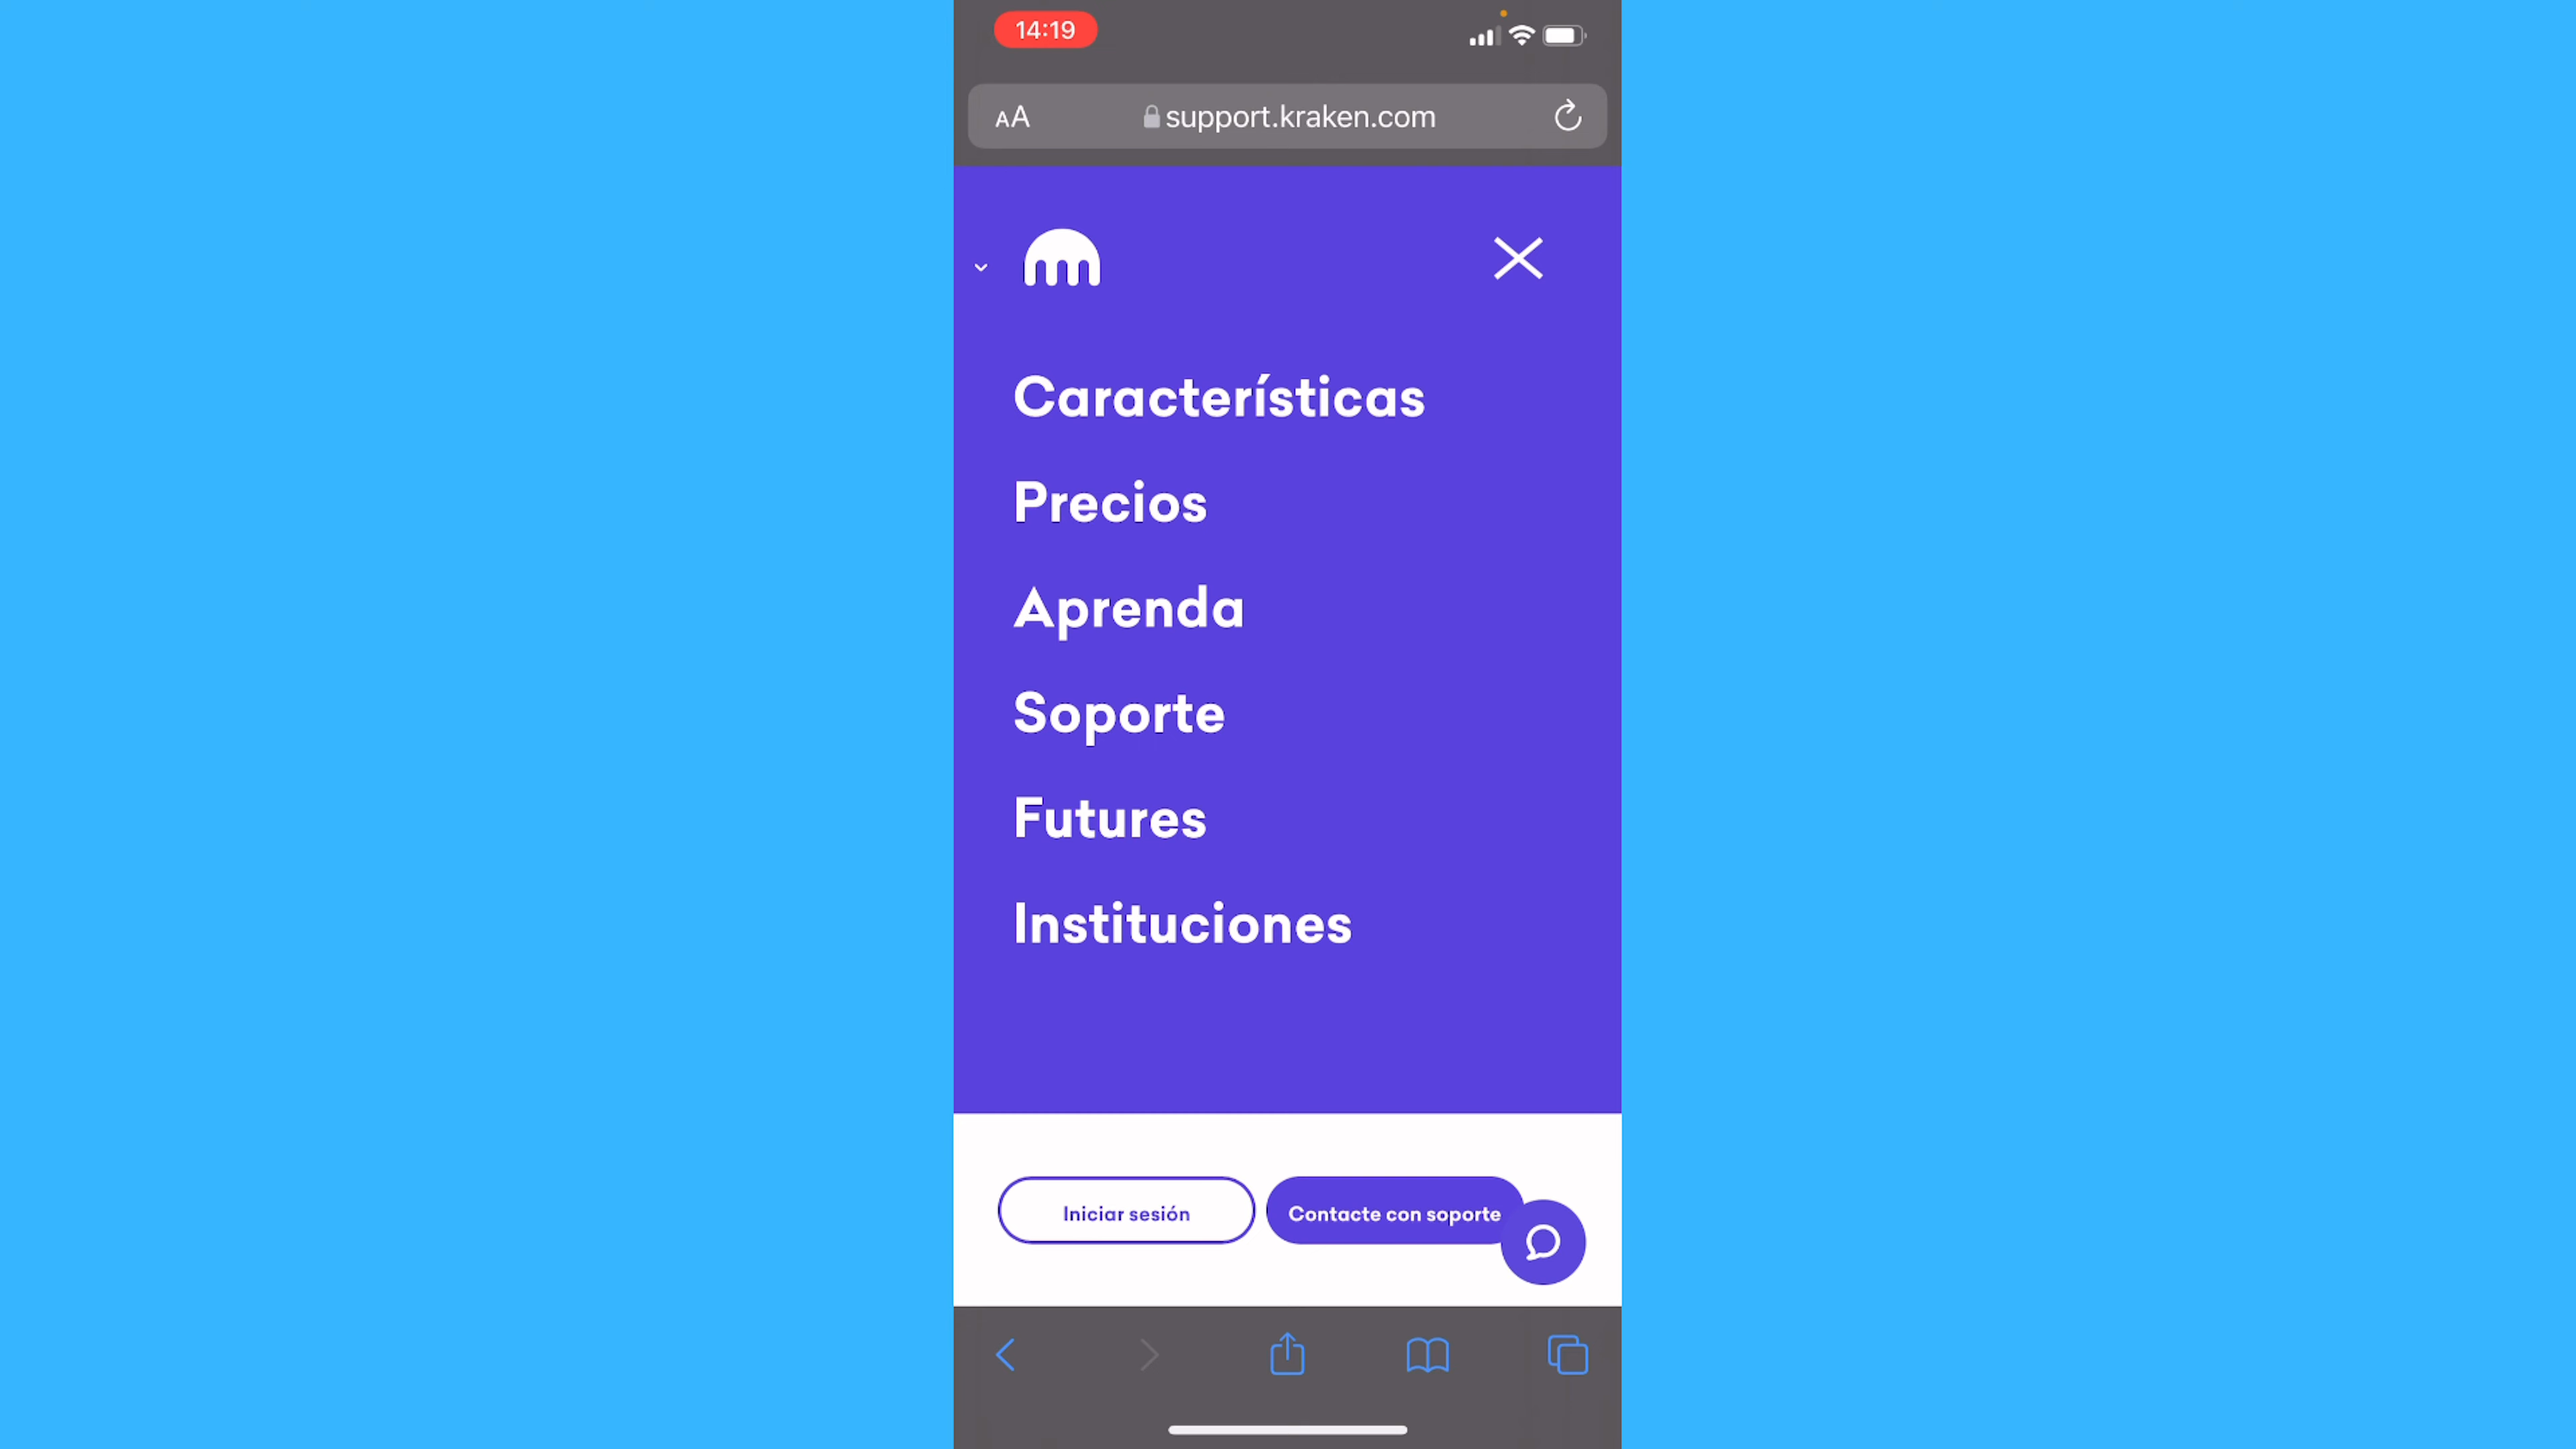 14:19
AA support.kraken.com
Características
Precios
Aprenda
Soporte
Futures
Instituciones
Iniciar sesión
Contacte con soporte